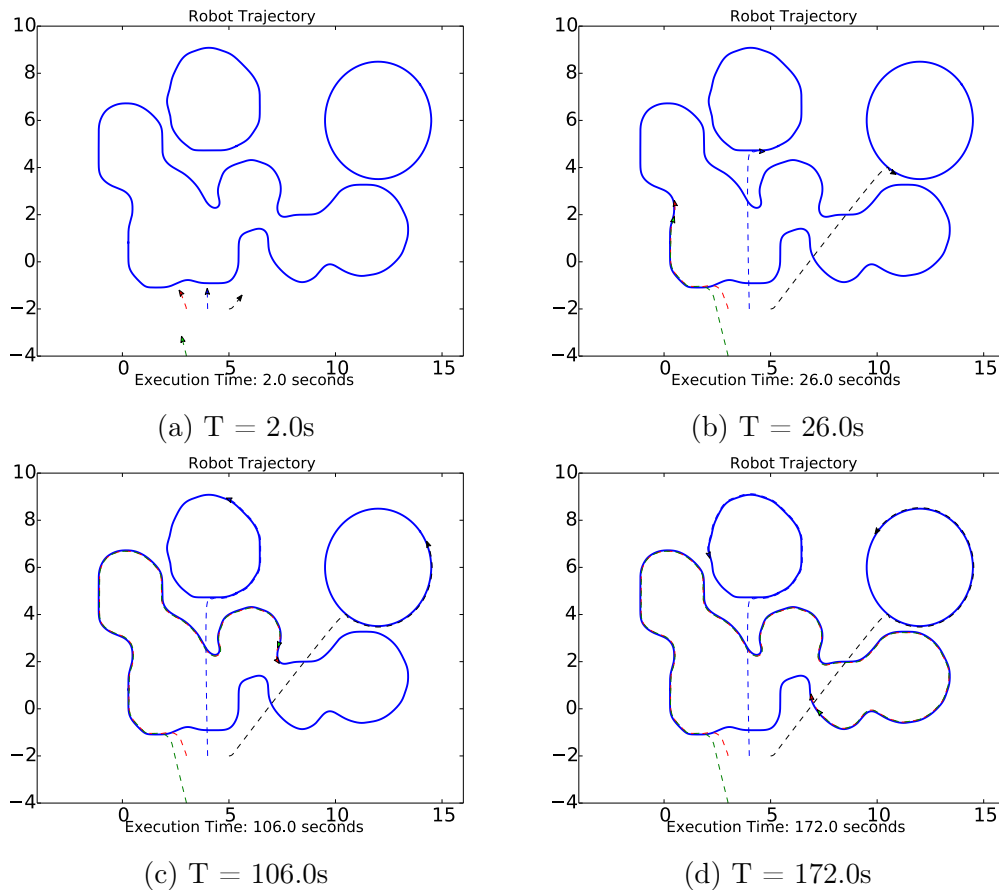 Robot Trajectory
10
8
6
4
2
0
−2
−4
0 5 10 15
Execution Time: 2.0 seconds
(a) T = 2.0s
Robot Trajectory
10
8
6
4
2
0
−2
−4
0 5 10 15
Execution Time: 26.0 seconds
(b) T = 26.0s
Robot Trajectory
10
8
6
4
2
0
−2
−4
0 5 10 15
Execution Time: 106.0 seconds
(c) T = 106.0s
Robot Trajectory
10
8
6
4
2
0
−2
−4
0 5 10 15
Execution Time: 172.0 seconds
(d) T = 172.0s